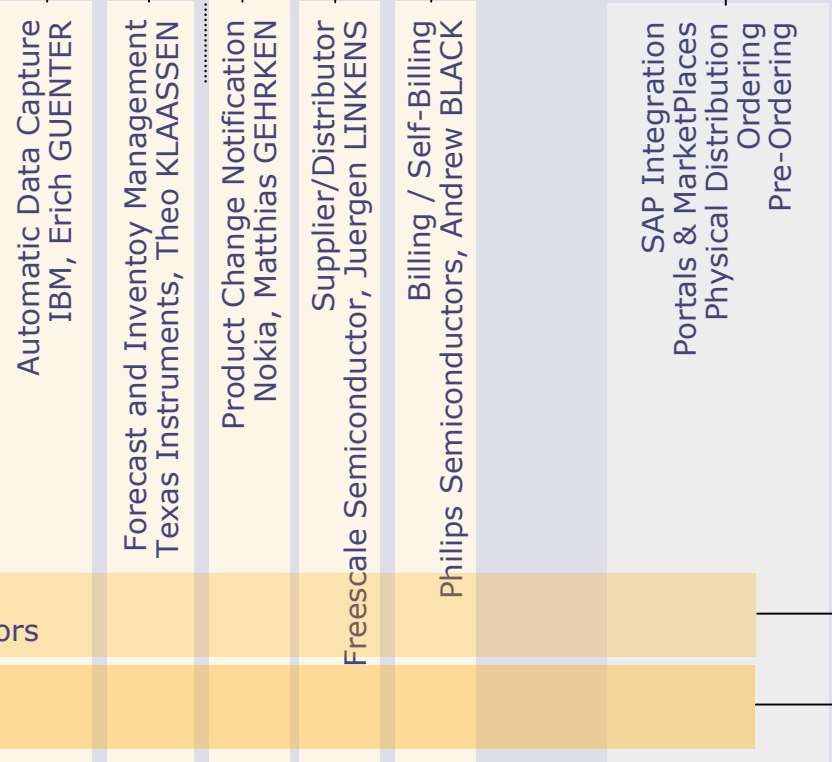 Automatic Data Capture
IBM, Erich GUENTER
Forecast and Inventoy Management
Texas Instruments, Theo KLAASSEN
Product Change Notification
Nokia, Matthias GEHRKEN
Supplier/Distributor
Freescale Semiconductor, Juergen LINKENS
Billing / Self-Billing
Philips Semiconductors, Andrew BLACK
SAP Integration
Portals & MarketPlaces
Physical Distribution
Ordering
Pre-Ordering
ors